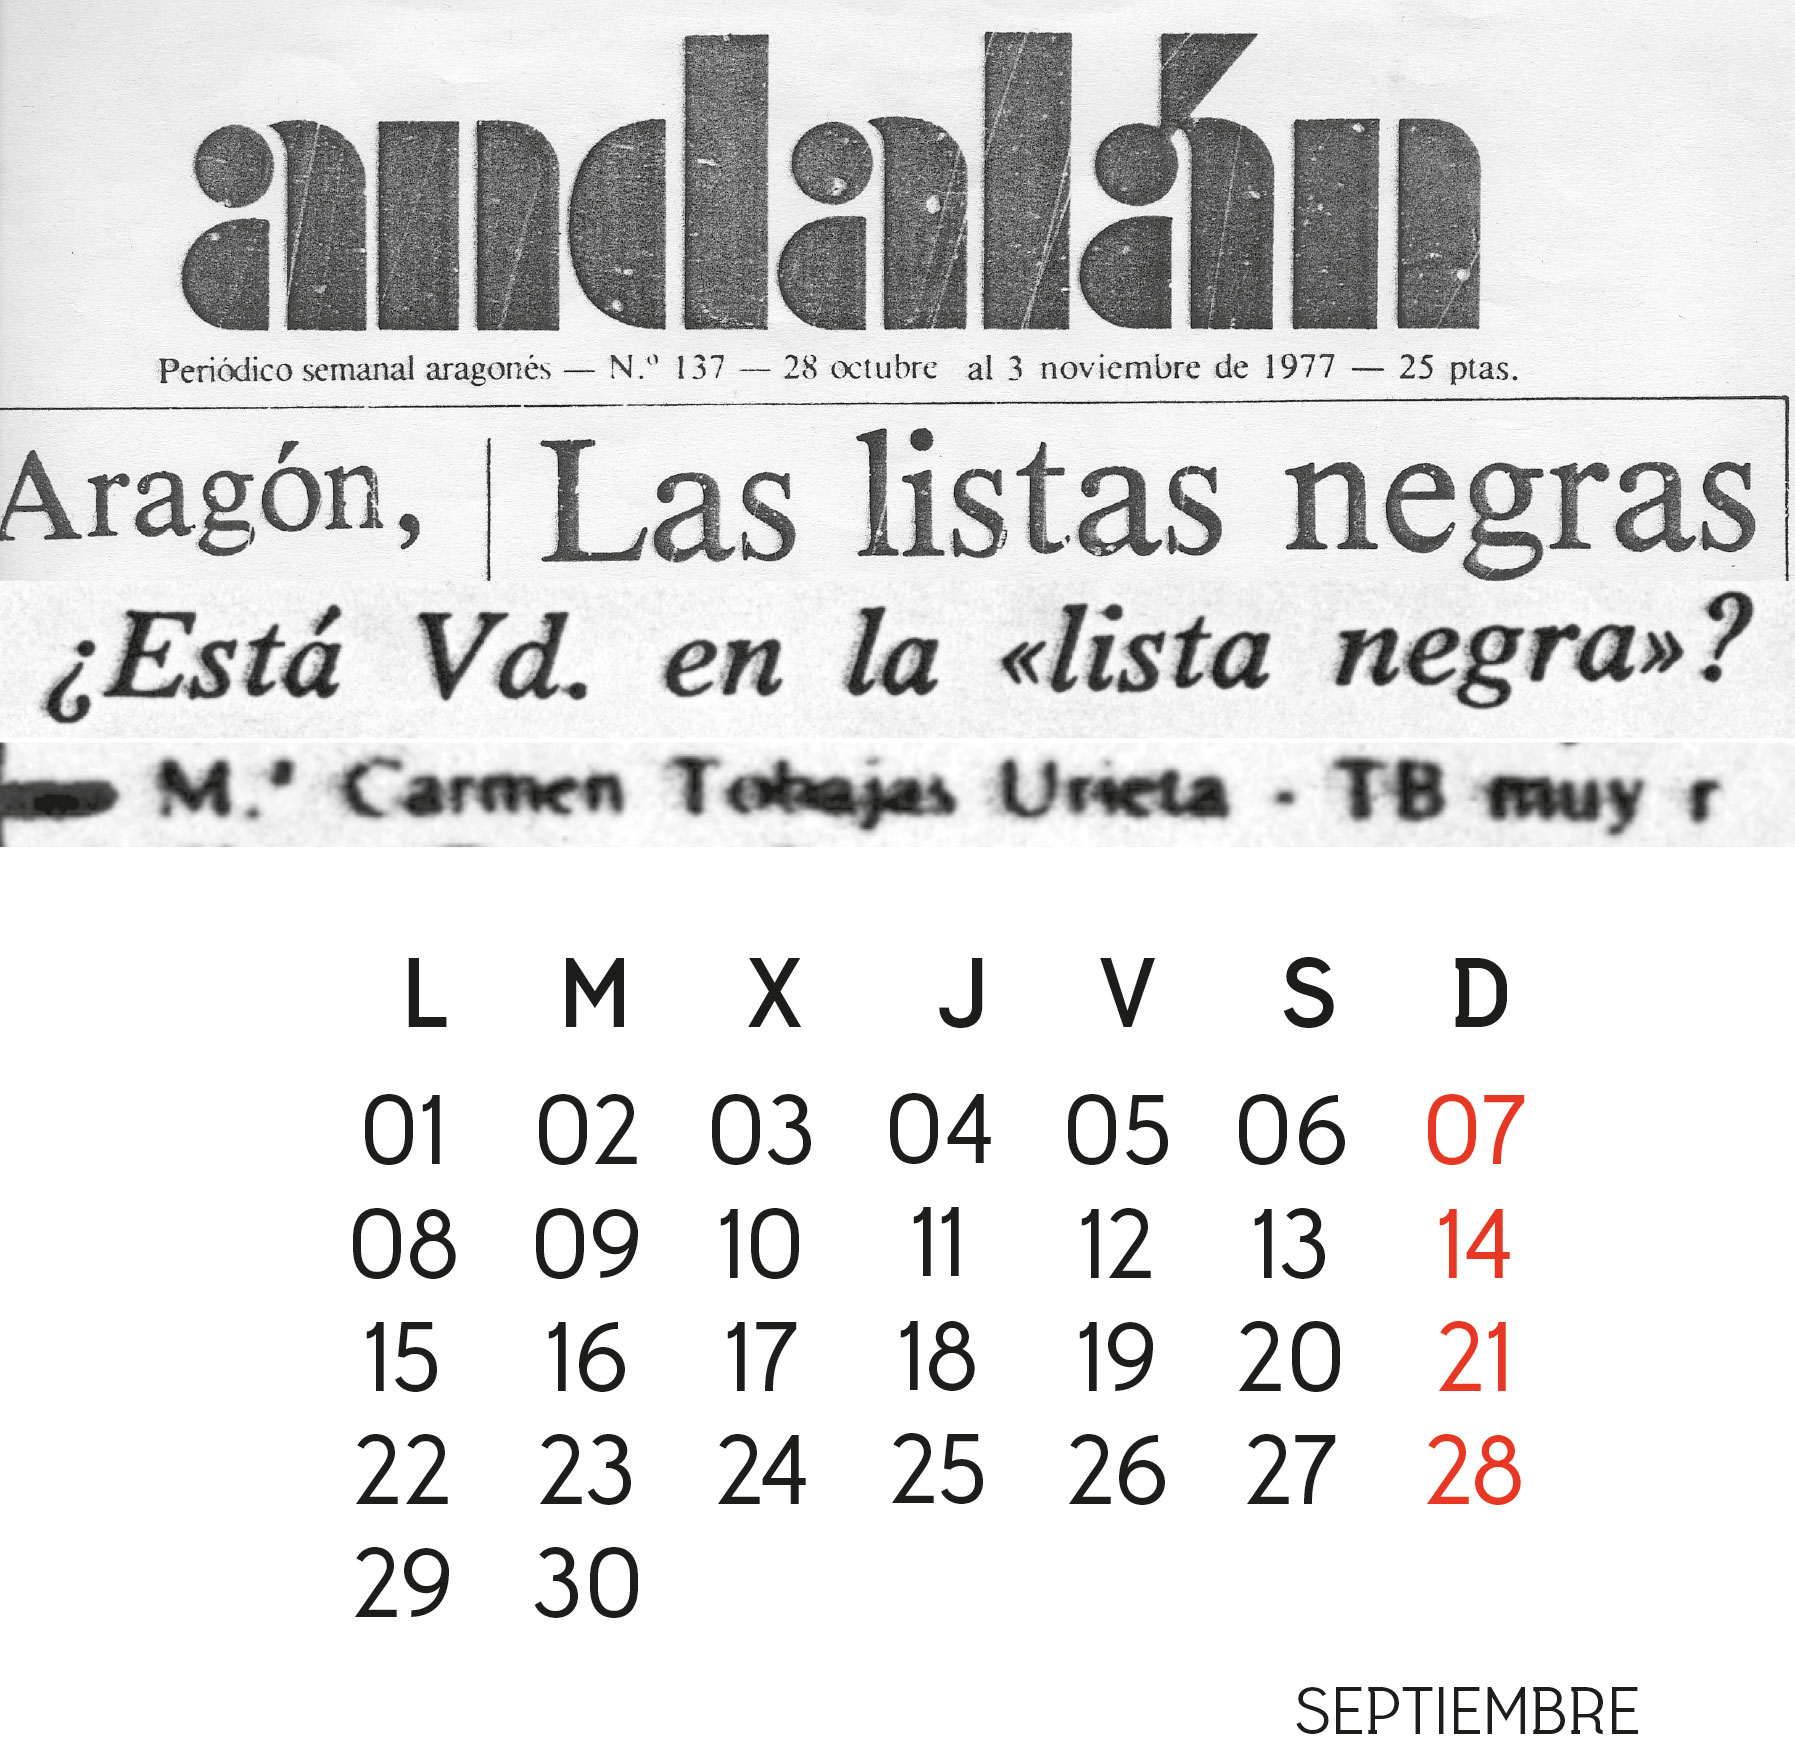 andalán
Periódico semanal aragonés — N.º 137 — 28 octubre al 3 noviembre de 1977 — 25 ptas.
Aragón, Las listas negras
¿Está Vd. en la «lista negra»?
M.ª Carmen Tobajas Urieta - TB muy r
L M X J V S D
01 02 03 04 05 06 07
08 09 10 11 12 13 14
15 16 17 18 19 20 21
22 23 24 25 26 27 28
29 30
SEPTIEMBRE